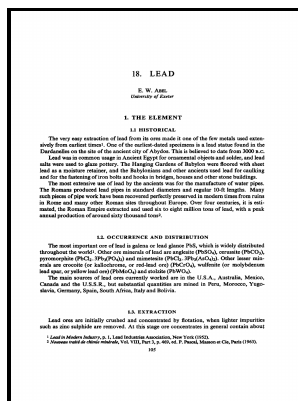 18. LEAD
E. W. ABEL
University of Exeter
1. THE ELEMENT
1.1 HISTORICAL
The very easy extraction of lead from its ores made it one of the few metals used exten-
sively from earliest times¹. One of the earliest-dated specimens is a lead statue found in the
Dardanelles on the site of the ancient city of Abydos. This is believed to date from 3000 B.C.
Lead was in common usage in Ancient Egypt for ornamental objects and solder, and lead
salts were used to glaze pottery. The Hanging Gardens of Babylon were floored with sheet
lead as a moisture retainer, and the Babylonians and other ancients used lead for caulking
and for the fastening of iron bolts and hooks in bridges, houses and other stone buildings.
The most extensive use of lead by the ancients was for the manufacture of water pipes.
The Romans produced lead pipes in standard diameters and regular 10-ft lengths. Many
such pieces of pipe work have been recovered perfectly preserved in modern times from ruins
in Rome and many other Roman sites throughout Europe. Over four centuries, it is esti-
mated, the Roman Empire extracted and used six to eight million tons of lead, with a peak
annual production of around sixty thousand tons².
1.2. OCCURRENCE AND DISTRIBUTION
The most important ore of lead is galena or lead glance PbS, which is widely distributed
throughout the world¹. Other ore minerals of lead are anglesite (PbSO₄), cerussite (PbCO₃),
pyromorphite (PbCl₂. 3Pb₃(PO₄)₂) and mimetesite (PbCl₂. 3Pb₃(AsO₄)₂). Other lesser min-
erals are crocoite (or kallochrome, or red-lead ore) (PbCrO₄), wulfenite (or molybdenum
lead spar, or yellow lead ore) (PbMoO₄) and stolzite (PbWO₄).
The main sources of lead ores currently worked are in the U.S.A., Australia, Mexico,
Canada and the U.S.S.R., but substantial quantities are mined in Peru, Morocco, Yugo-
slavia, Germany, Spain, South Africa, Italy and Bolivia.
1.3. EXTRACTION
Lead ores are initially crushed and concentrated by flotation, when lighter impurities
such as zinc sulphide are removed. At this stage ore concentrates in general contain about
¹ Lead in Modern Industry, p. 1, Lead Industries Association, New York (1952).
² Nouveau traité de chimie minérale, Vol. VIII, Part 3, p. 469, ed. P. Pascal, Masson et Cie, Paris (1963).
105